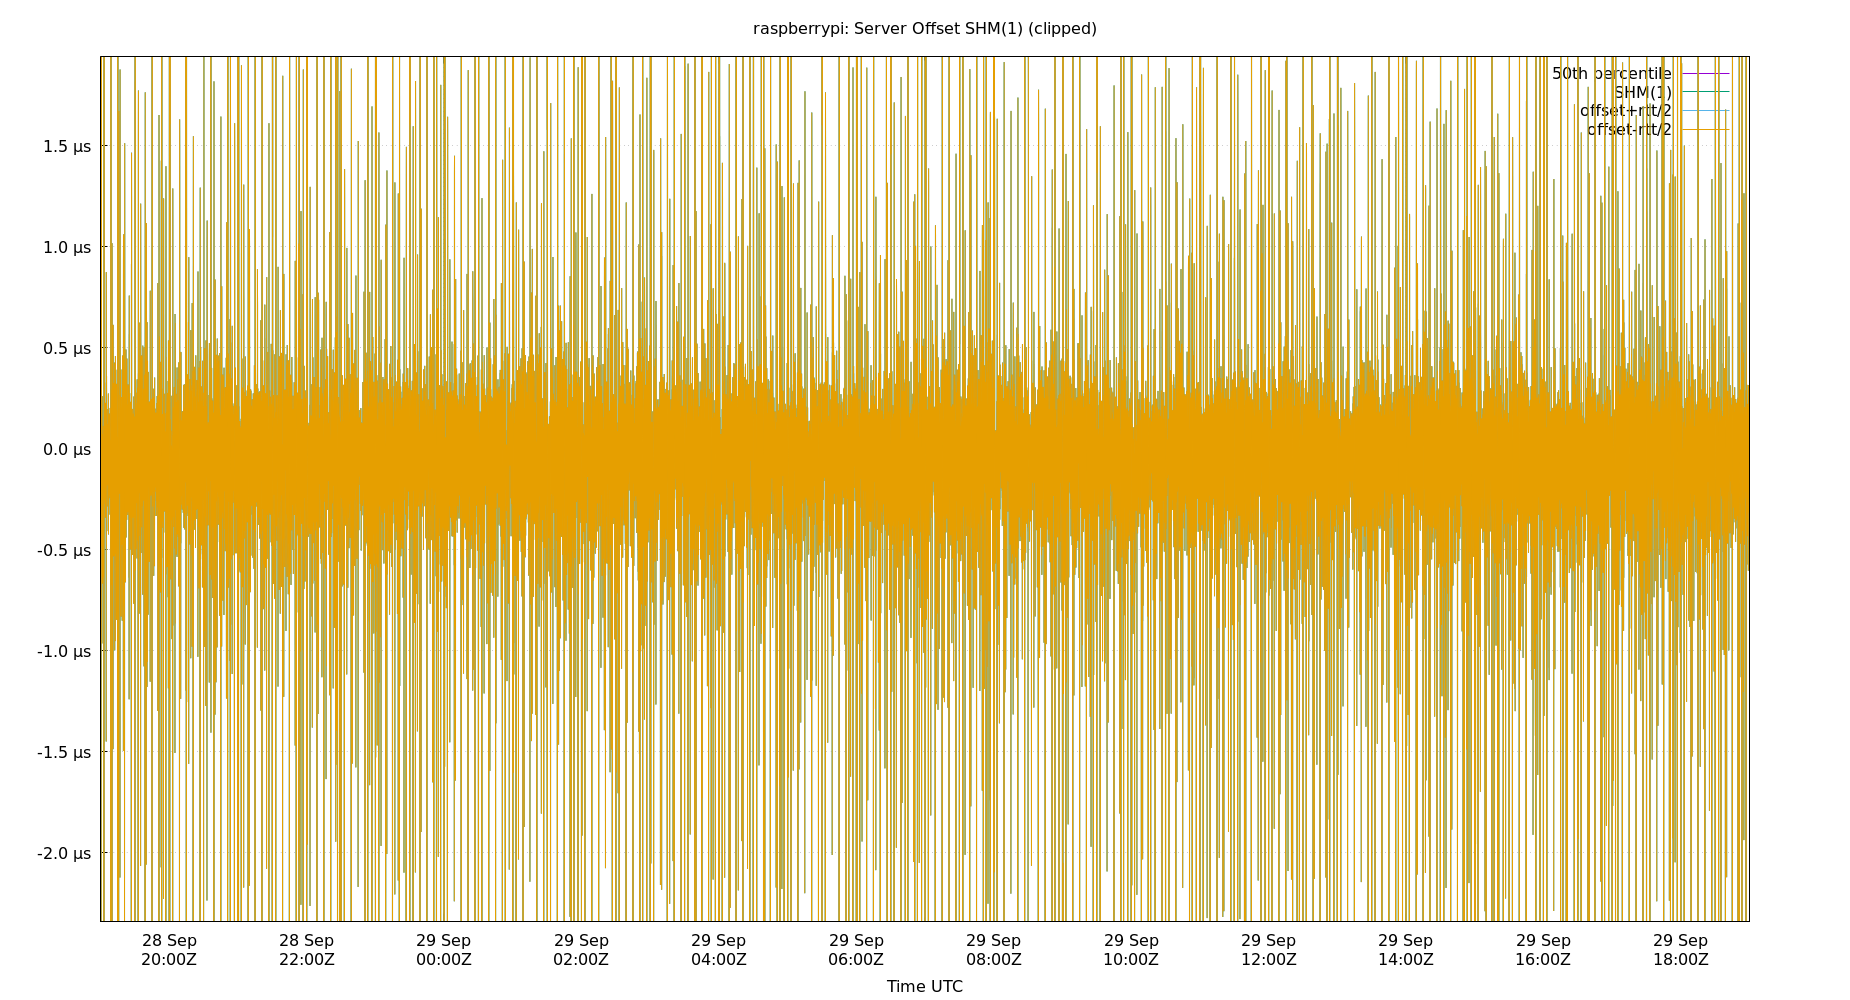 raspberrypi: Server Offset SHM(1) (clipped)
50th percentile
SHM(1)
offset+rtt/2
offset-rtt/2
1.5 µs
1.0 µs
0.5 µs
0.0 µs
-0.5 µs
-1.0 µs
-1.5 µs
-2.0 µs
28 Sep 28 Sep 29 Sep 29 Sep 29 Sep 29 Sep 29 Sep 29 Sep 29 Sep 29 Sep 29 Sep 29 Sep
20:00Z 22:00Z 00:00Z 02:00Z 04:00Z 06:00Z 08:00Z 10:00Z 12:00Z 14:00Z 16:00Z 18:00Z
Time UTC